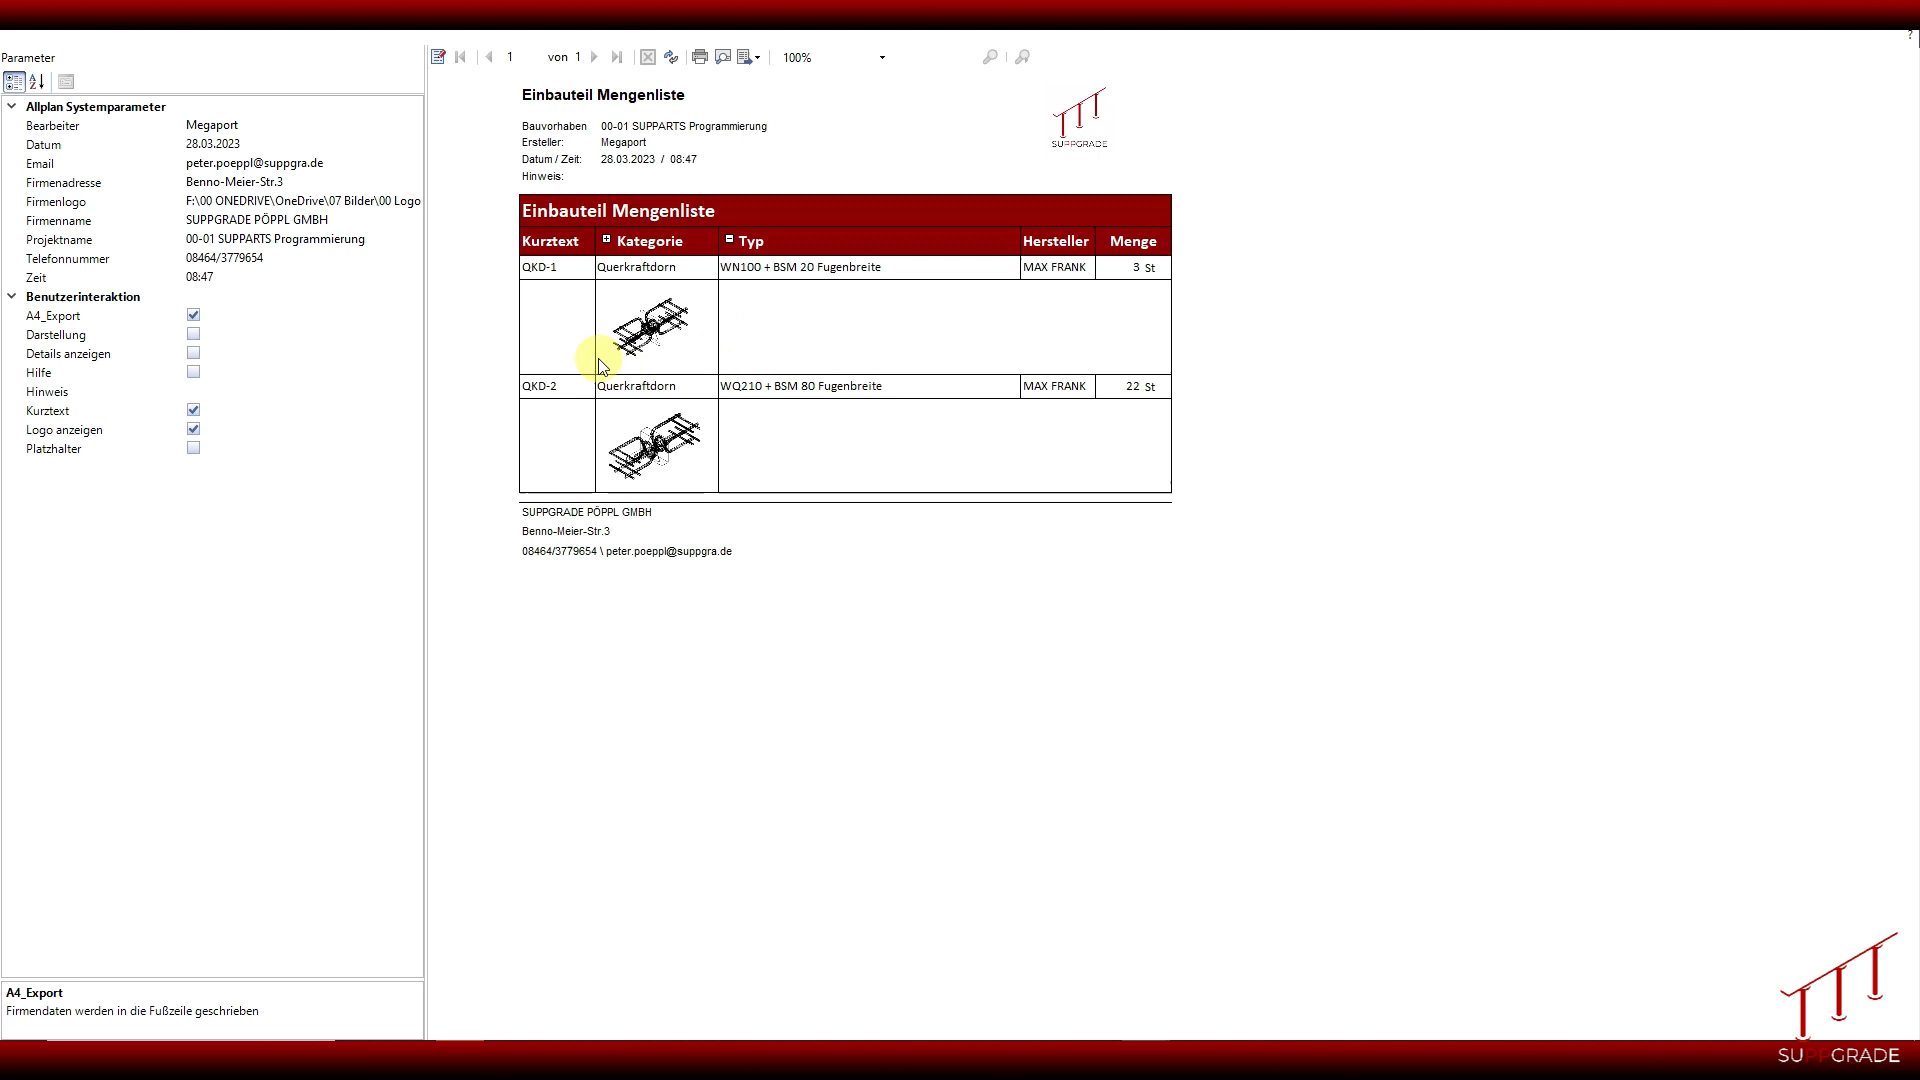 ?
Parameter
1 von 1 100%
Allplan Systemparameter
Bearbeiter Megaport
Datum 28.03.2023
Email peter.poeppl@suppgra.de
Firmenadresse Benno-Meier-Str.3
Firmenlogo F:\00 ONEDRIVE\OneDrive\07 Bilder\00 Logo
Firmenname SUPPGRADE PÖPPL GMBH
Projektname 00-01 SUPPARTS Programmierung
Telefonnummer 08464/3779654
Zeit 08:47
Benutzerinteraktion
A4_Export
Darstellung
Details anzeigen
Hilfe
Hinweis
Kurztext
Logo anzeigen
Platzhalter
A4_Export
Firmendaten werden in die Fußzeile geschrieben
Einbauteil Mengenliste
Bauvorhaben 00-01 SUPPARTS Programmierung
Ersteller: Megaport
Datum / Zeit: 28.03.2023 / 08:47
Hinweis:
SUPPGRADE
Einbauteil Mengenliste
Kurztext Kategorie Typ Hersteller Menge
QKD-1 Querkraftdorn WN100 + BSM 20 Fugenbreite MAX FRANK 3 St
QKD-2 Querkraftdorn WQ210 + BSM 80 Fugenbreite MAX FRANK 22 St
SUPPGRADE PÖPPL GMBH
Benno-Meier-Str.3
08464/3779654 \ peter.poeppl@suppgra.de
SUPPGRADE